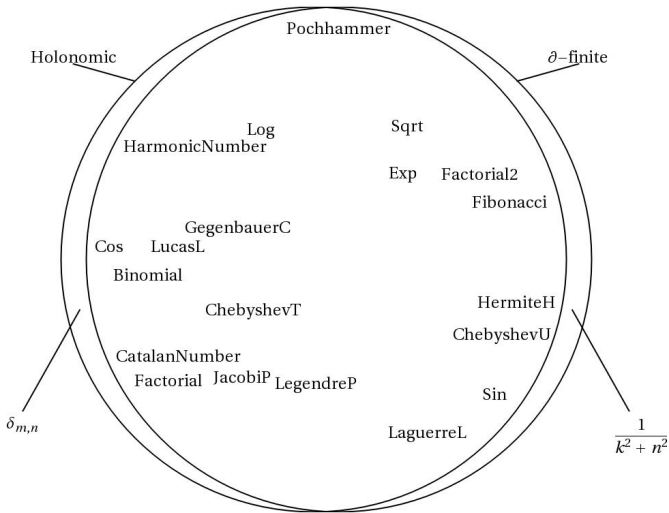 Pochhammer
Holonomic
∂−finite
Log
Sqrt
HarmonicNumber
Exp
Factorial2
Fibonacci
GegenbauerC
Cos
LucasL
Binomial
HermiteH
ChebyshevT
ChebyshevU
CatalanNumber
Factorial
JacobiP
LegendreP
Sin
δm,n
LaguerreL
1
k² + n²